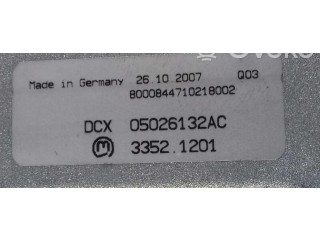 Made in Germany 26.10.2007 Q03
8000844710218002
DCX 05026132AC
M 3352.1201